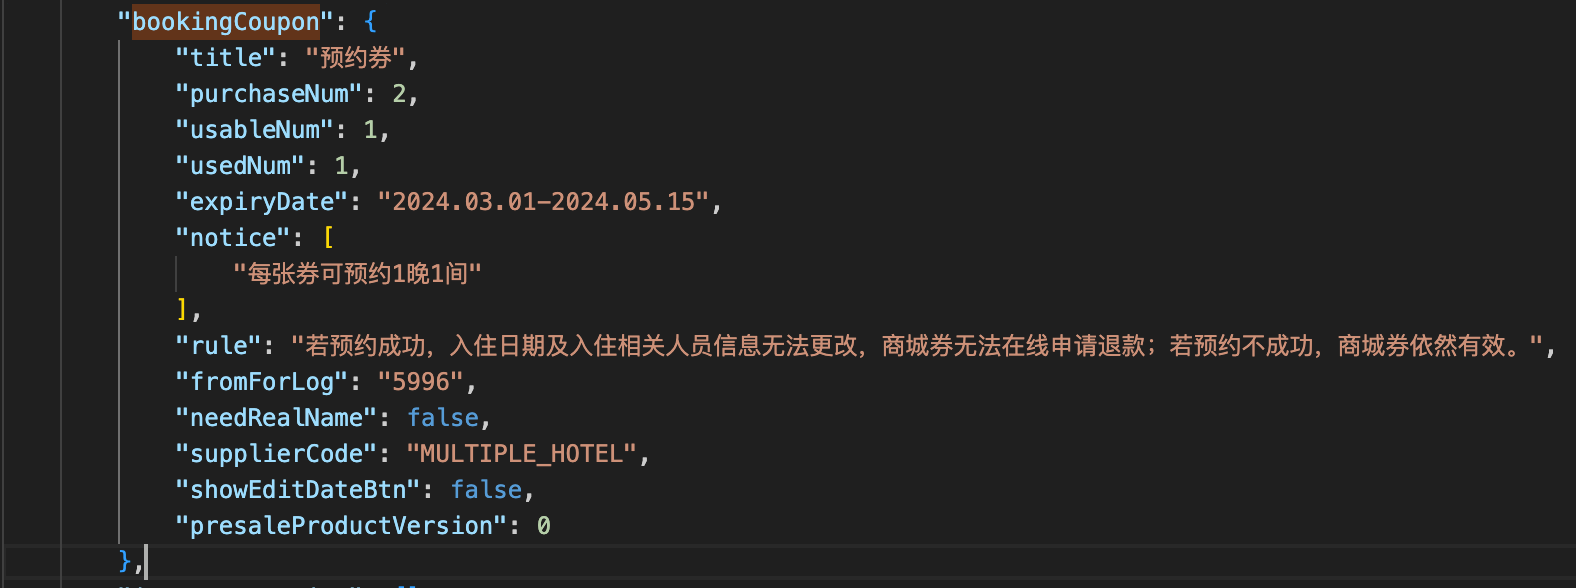 "bookingCoupon": {
"title": "预约券",
"purchaseNum": 2,
"usableNum": 1,
"usedNum": 1,
"expiryDate": "2024.03.01-2024.05.15",
"notice": [
"每张券可预约1晚1间"
],
"rule": "若预约成功，入住日期及入住相关人员信息无法更改，商城券无法在线申请退款；若预约不成功，商城券依然有效。",
"fromForLog": "5996",
"needRealName": false,
"supplierCode": "MULTIPLE_HOTEL",
"showEditDateBtn": false,
"presaleProductVersion": 0
},